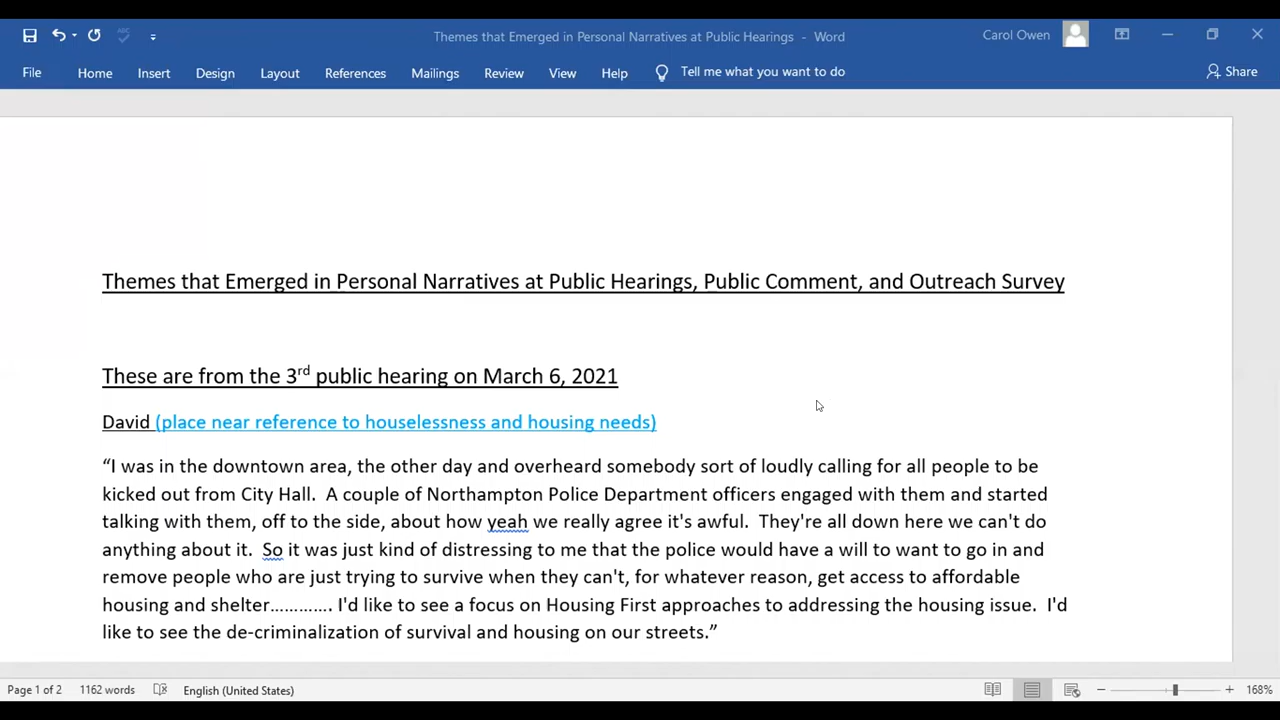 Themes that Emerged in Personal Narratives at Public Hearings - Word
Carol Owen
File Home Insert Design Layout References Mailings Review View Help Tell me what you want to do Share
Themes that Emerged in Personal Narratives at Public Hearings, Public Comment, and Outreach Survey
These are from the 3rd public hearing on March 6, 2021
David (place near reference to houselessness and housing needs)
“I was in the downtown area, the other day and overheard somebody sort of loudly calling for all people to be
kicked out from City Hall.  A couple of Northampton Police Department officers engaged with them and started
talking with them, off to the side, about how yeah we really agree it's awful.  They're all down here we can't do
anything about it.  So it was just kind of distressing to me that the police would have a will to want to go in and
remove people who are just trying to survive when they can't, for whatever reason, get access to affordable
housing and shelter…………. I'd like to see a focus on Housing First approaches to addressing the housing issue.  I'd
like to see the de-criminalization of survival and housing on our streets.”
Page 1 of 2 1162 words English (United States) 168%